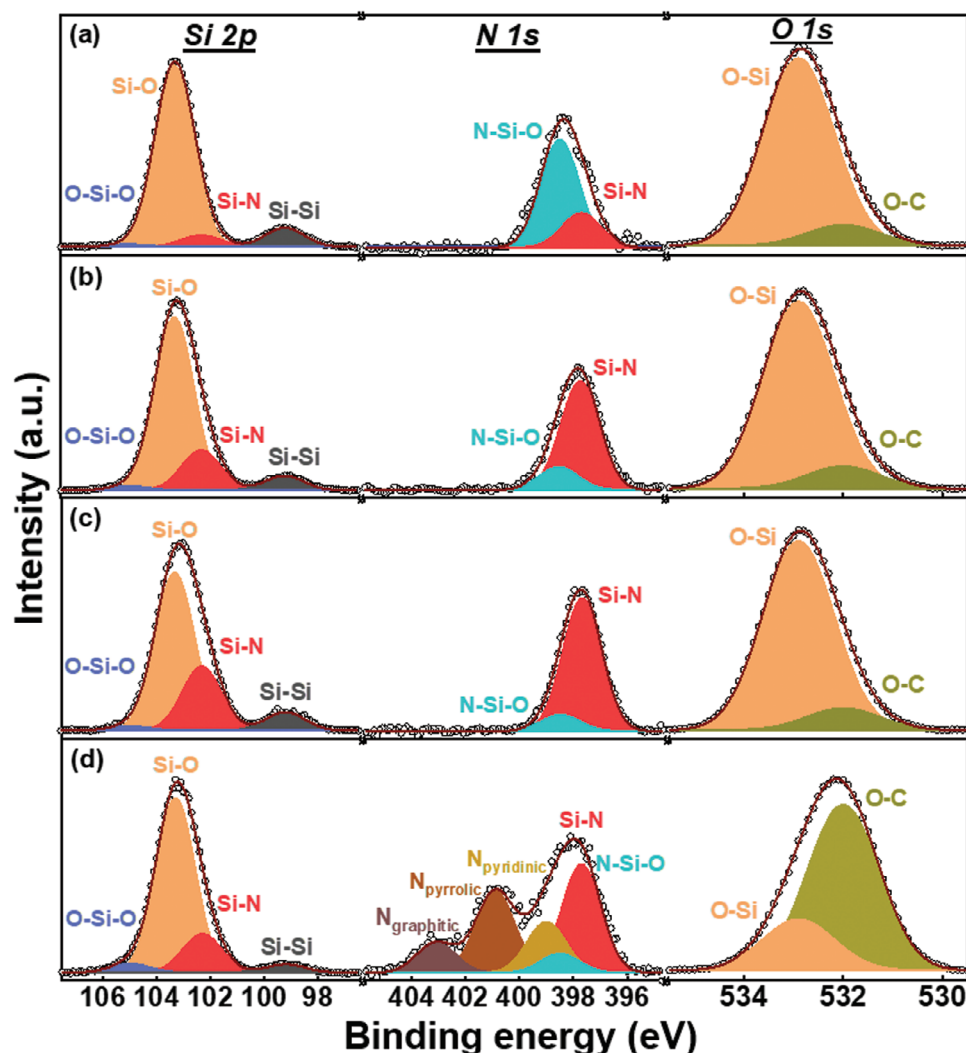 (a) Si 2p N 1s O 1s
Si-O O-Si
N-Si-O
O-Si-O Si-N Si-Si Si-N O-C
(b) Si-O O-Si
Si-N
O-Si-O Si-N Si-Si N-Si-O O-C
(c) Si-O O-Si
Si-N
O-Si-O Si-N Si-Si N-Si-O O-C
(d) Si-O O-C
Si-N
Npyridinic N-Si-O
Npyrrolic
O-Si-O Si-N Si-Si Ngraphitic O-Si
106 104 102 100 98 404 402 400 398 396 534 532 530
Intensity (a.u.)
Binding energy (eV)